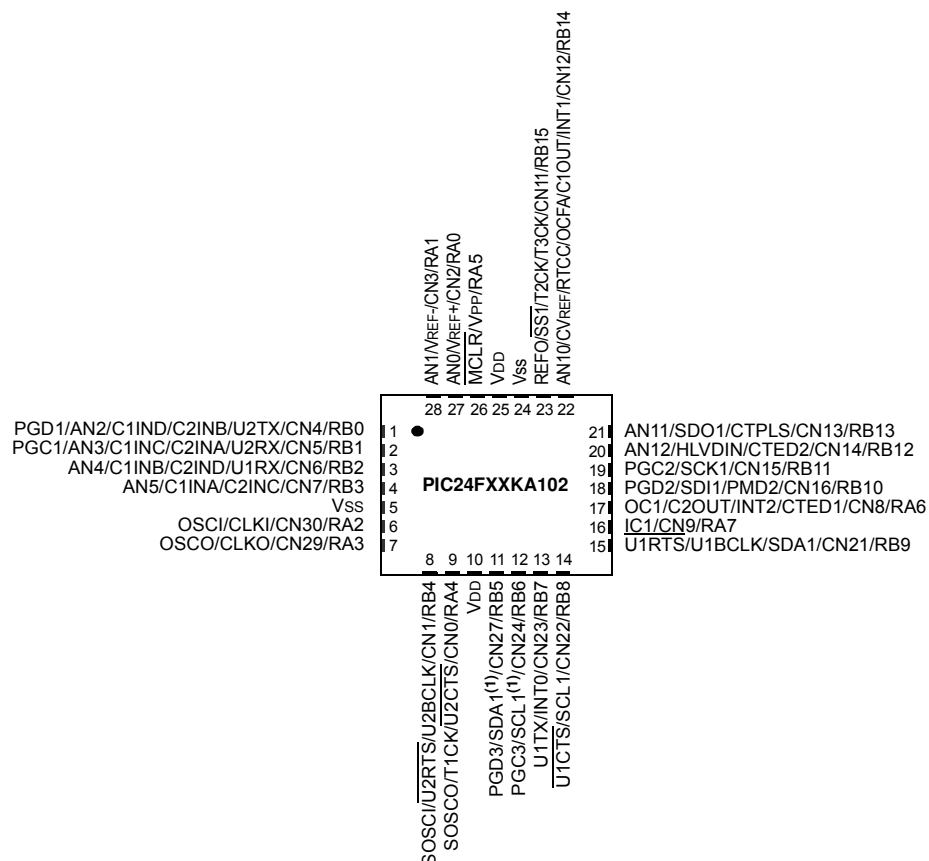 AN1/VREF-/CN3/RA1
AN0/VREF+/CN2/RA0
MCLR/VPP/RA5
VDD
Vss
REFO/SS1/T2CK/T3CK/CN11/RB15
AN10/CVREF/RTCC/OCFA/C1OUT/INT1/CN12/RB14
28 27 26 25 24 23 22
PGD1/AN2/C1IND/C2INB/U2TX/CN4/RB0 1
PGC1/AN3/C1INC/C2INA/U2RX/CN5/RB1 2
AN4/C1INB/C2IND/U1RX/CN6/RB2 3
AN5/C1INA/C2INC/CN7/RB3 4
Vss 5
OSCI/CLKI/CN30/RA2 6
OSCO/CLKO/CN29/RA3 7
PIC24FXXKA102
21 AN11/SDO1/CTPLS/CN13/RB13
20 AN12/HLVDIN/CTED2/CN14/RB12
19 PGC2/SCK1/CN15/RB11
18 PGD2/SDI1/PMD2/CN16/RB10
17 OC1/C2OUT/INT2/CTED1/CN8/RA6
16 IC1/CN9/RA7
15 U1RTS/U1BCLK/SDA1/CN21/RB9
8 9 10 11 12 13 14
SOSCI/U2RTS/U2BCLK/CN1/RB4
SOSCO/T1CK/U2CTS/CN0/RA4
VDD
PGD3/SDA1(1)/CN27/RB5
PGC3/SCL1(1)/CN24/RB6
U1TX/INT0/CN23/RB7
U1CTS/SCL1/CN22/RB8